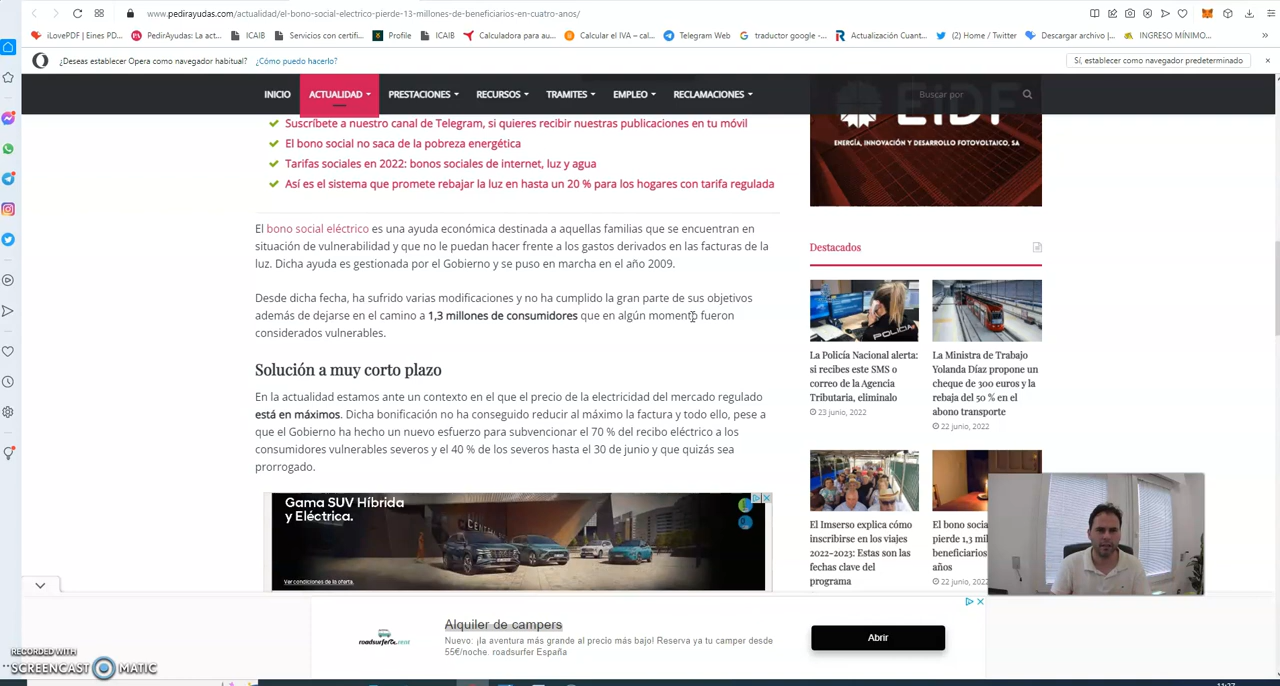 www.pedirayudas.com/actualidad/el-bono-social-electrico-pierde-13-millones-de-beneficiarios-en-cuatro-anos/
iLovePDF | Eines PD... PedirAyudas: La act... ICAIB Servicios con certifi... Profile ICAIB Calculadora para au... Calcular el IVA – cal... Telegram Web traductor google -... Actualización Cuant... (2) Home / Twitter Descargar archivo |... INGRESO MÍNIMO... »
¿Deseas establecer Opera como navegador habitual? ¿Cómo puedo hacerlo? Sí, establecer como navegador predeterminado
INICIO ACTUALIDAD PRESTACIONES RECURSOS TRAMITES EMPLEO RECLAMACIONES Buscar por
EIDF
ENERGÍA, INNOVACIÓN Y DESARROLLO FOTOVOLTAICO, SA
Suscríbete a nuestro canal de Telegram, si quieres recibir nuestras publicaciones en tu móvil
El bono social no saca de la pobreza energética
Tarifas sociales en 2022: bonos sociales de internet, luz y agua
Así es el sistema que promete rebajar la luz en hasta un 20 % para los hogares con tarifa regulada
El bono social eléctrico es una ayuda económica destinada a aquellas familias que se encuentran en
situación de vulnerabilidad y que no le puedan hacer frente a los gastos derivados en las facturas de la
luz. Dicha ayuda es gestionada por el Gobierno y se puso en marcha en el año 2009.
Desde dicha fecha, ha sufrido varias modificaciones y no ha cumplido la gran parte de sus objetivos
además de dejarse en el camino a 1,3 millones de consumidores que en algún momento fueron
considerados vulnerables.
Solución a muy corto plazo
En la actualidad estamos ante un contexto en el que el precio de la electricidad del mercado regulado
está en máximos. Dicha bonificación no ha conseguido reducir al máximo la factura y todo ello, pese a
que el Gobierno ha hecho un nuevo esfuerzo para subvencionar el 70 % del recibo eléctrico a los
consumidores vulnerables severos y el 40 % de los severos hasta el 30 de junio y que quizás sea
prorrogado.
Gama SUV Híbrida
y Eléctrica.
Ver condiciones de la oferta.
Destacados
POLICIA
La Policía Nacional alerta:
si recibes este SMS o
correo de la Agencia
Tributaria, eliminalo
23 junio, 2022
La Ministra de Trabajo
Yolanda Díaz propone un
cheque de 300 euros y la
rebaja del 50 % en el
abono transporte
22 junio, 2022
El Imserso explica cómo
inscribirse en los viajes
2022-2023: Estas son las
fechas clave del
programa
El bono socia
pierde 1,3 mil
beneficiarios
años
22 junio, 2022
roadsurfer rent
Alquiler de campers
Nuevo: ¡la aventura más grande al precio más bajo! Reserva ya tu camper desde
55€/noche. roadsurfer España
Abrir
RECORDED WITH
SCREENCAST MATIC
11:27